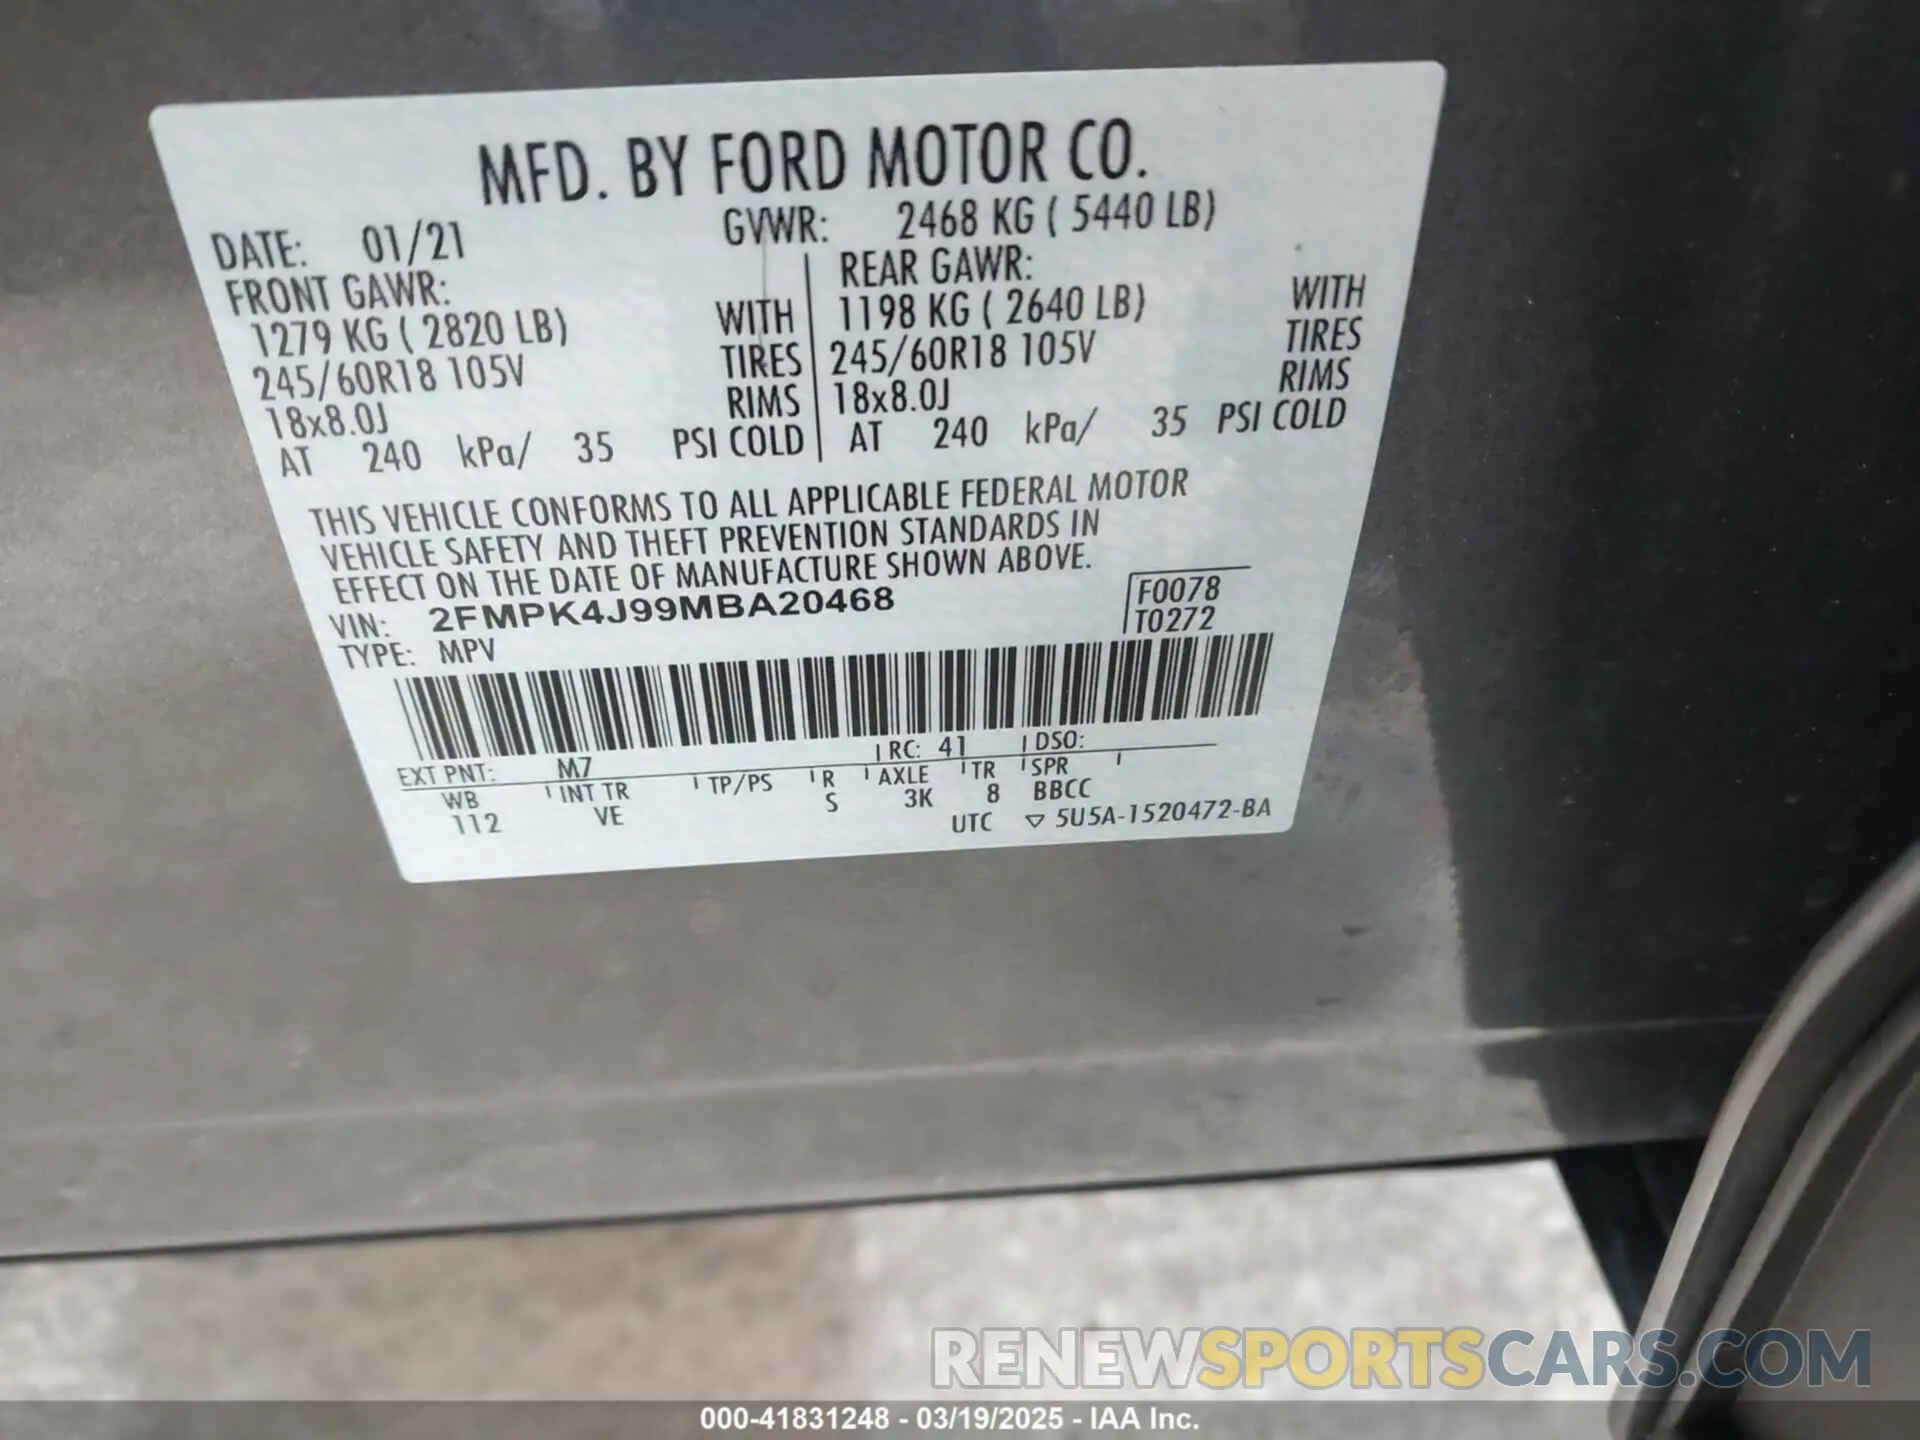 MFD. BY FORD MOTOR CO.
DATE: 01/21 GVWR: 2468 KG ( 5440 LB)
FRONT GAWR: REAR GAWR:
1279 KG ( 2820 LB) WITH 1198 KG ( 2640 LB) WITH
245/60R18 105V TIRES 245/60R18 105V TIRES
18x8.0J RIMS 18x8.0J RIMS
AT 240 kPa/ 35 PSI COLD AT 240 kPa/ 35 PSI COLD
THIS VEHICLE CONFORMS TO ALL APPLICABLE FEDERAL MOTOR
VEHICLE SAFETY AND THEFT PREVENTION STANDARDS IN
EFFECT ON THE DATE OF MANUFACTURE SHOWN ABOVE.
VIN: 2FMPK4J99MBA20468 F0078
TYPE: MPV T0272
EXT PNT: M7 RC: 41 DSO:
WB INT TR TP/PS R AXLE TR SPR
112 VE S 3K 8 BBCC
UTC ▽ 5U5A-1520472-BA
RENEWSPORTSCARS.COM
000-41831248 - 03/19/2025 - IAA Inc.